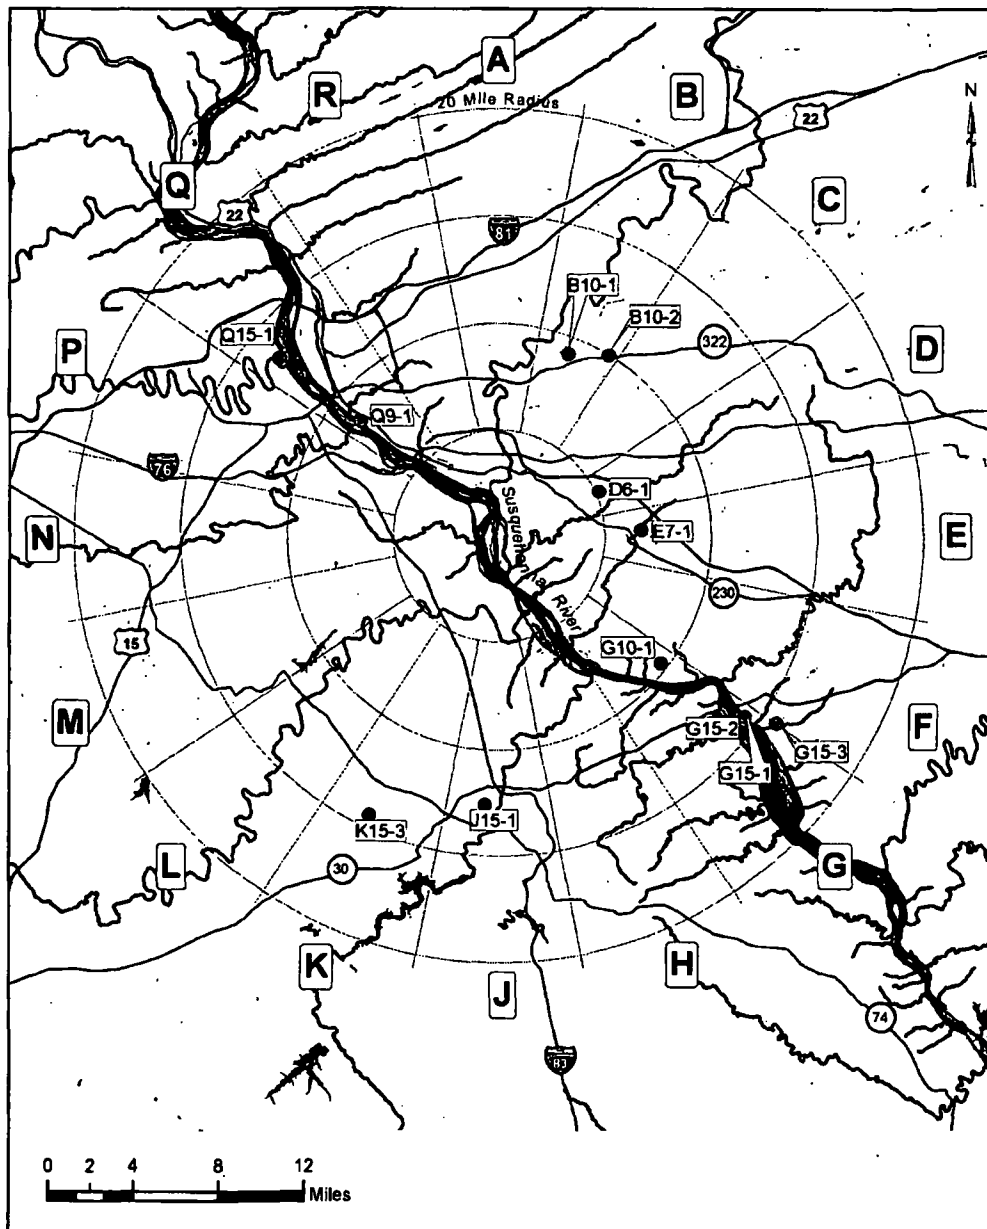 A
R
B
20 Mile Radius
N
22
Q
C
22
81
B10-1
B10-2
Q15-1
322
P
D
Q9-1
76
D6-1
Susquehanna River
E7-1
N
E
230
15
G10-1
M
F
G15-2
G15-3
G15-1
J15-1
K15-3
L
30
G
K
H
J
74
83
0 2 4 8 12
Miles